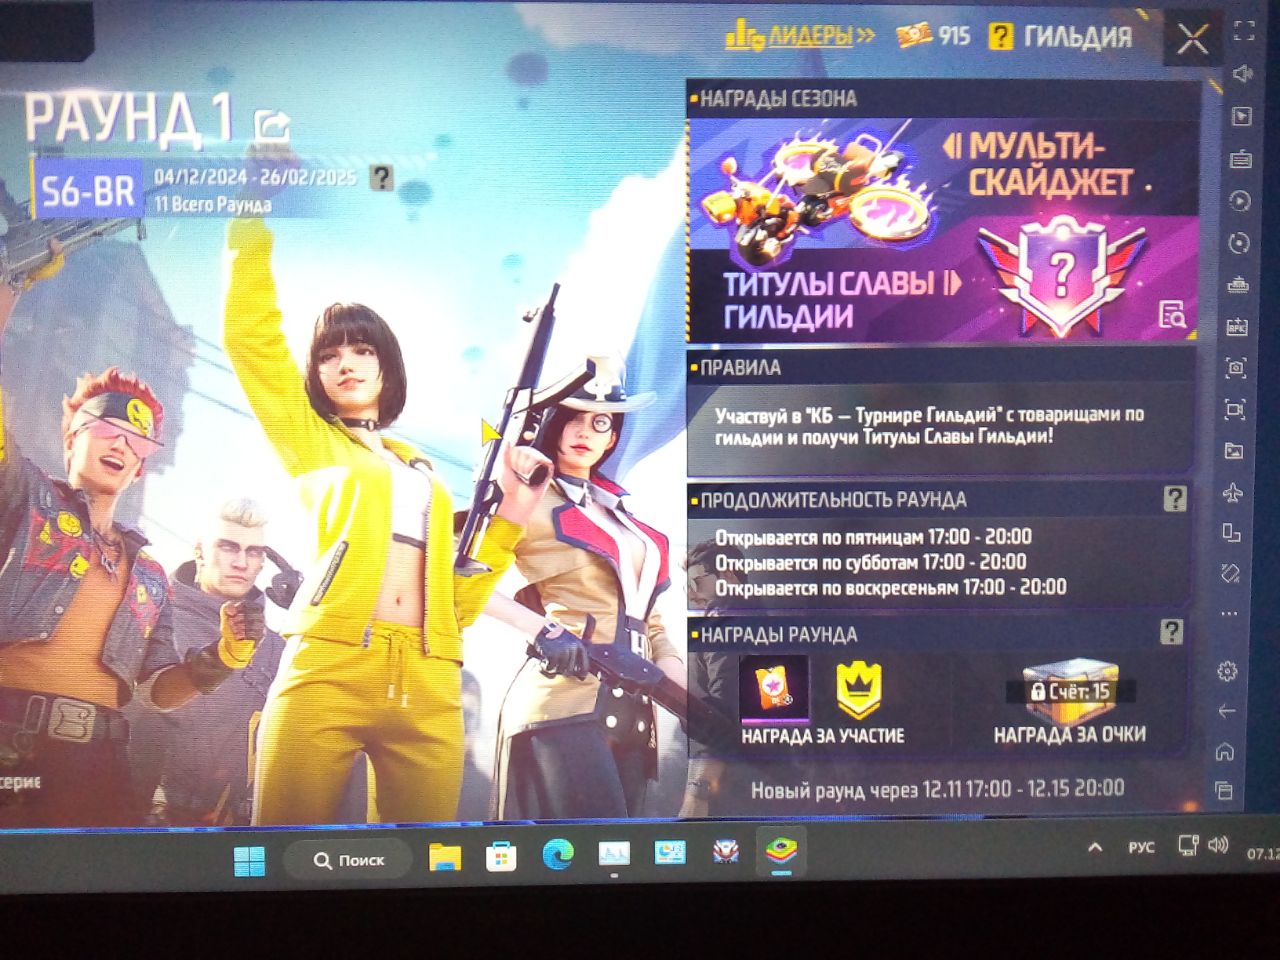 ЛИДЕРЫ
915
ГИЛЬДИЯ
РАУНД 1
S6-BR
04/12/2024 - 26/02/2025
11 Всего Раунда
НАГРАДЫ СЕЗОНА
МУЛЬТИ-
СКАЙДЖЕТ
ТИТУЛЫ СЛАВЫ
ГИЛЬДИИ
?
ПРАВИЛА
Участвуй в "КБ — Турнире Гильдий" с товарищами по
гильдии и получи Титулы Славы Гильдии!
ПРОДОЛЖИТЕЛЬНОСТЬ РАУНДА
Открывается по пятницам 17:00 - 20:00
Открывается по субботам 17:00 - 20:00
Открывается по воскресеньям 17:00 - 20:00
НАГРАДЫ РАУНДА
Счёт: 15
НАГРАДА ЗА УЧАСТИЕ
НАГРАДА ЗА ОЧКИ
Новый раунд через 12.11 17:00 - 12.15 20:00
серие
Поиск
РУС
07.12